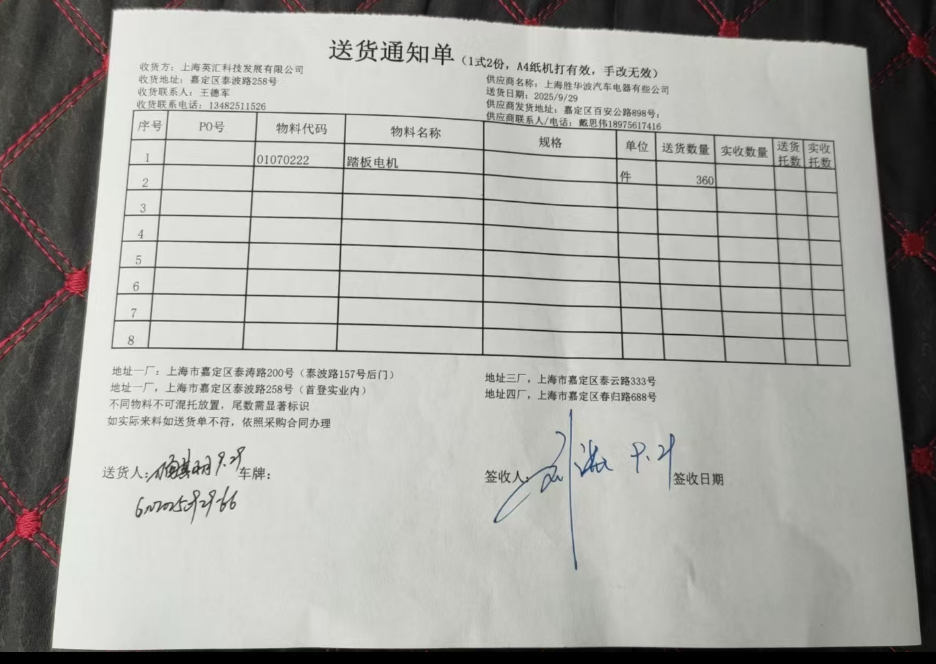 送货通知单(1式2份，A4纸机打有效，手改无效)
收货方：上海英汇科技发展有限公司
收货地址：嘉定区泰波路258号
收货联系人：王德军
收货联系电话：13482511526
供应商名称：上海胜华波汽车电器有些公司
送货日期：2025/9/29
供应商发货地址：嘉定区百安公路898号；
供应商联系人/电话：戴思伟18975617416
序号 PO号 物料代码 物料名称 规格 单位 送货数量 实收数量 送货托数 实收托数
1 01070222 踏板电机 件 360
2
3
4
5
6
7
8
地址一厂：上海市嘉定区泰涛路200号（泰波路157号后门）
地址一厂，上海市嘉定区泰波路258号（首登实业内）
不同物料不可混托放置，尾数需显著标识
如实际来料如送货单不符，依照采购合同办理
地址三厂，上海市嘉定区泰云路333号
地址四厂，上海市嘉定区春归路688号
送货人： 9.29 车牌：
签收人： 9.29 签收日期